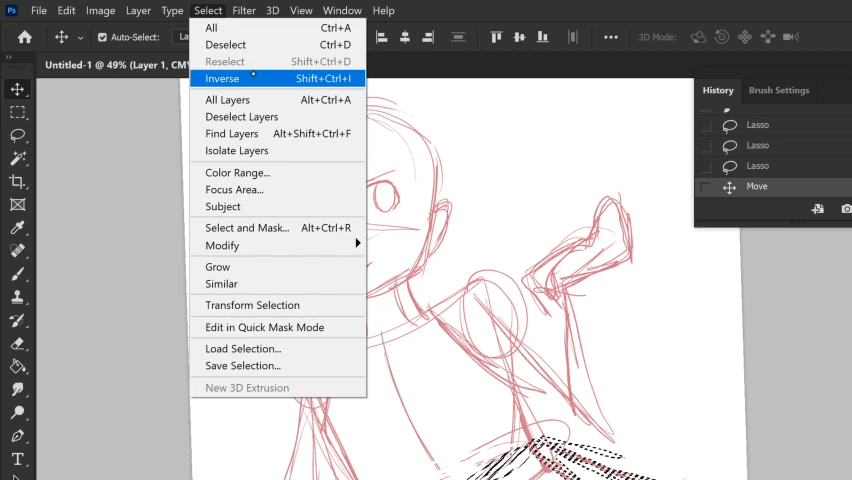 Ps File Edit Image Layer Type Select Filter 3D View Window Help
Auto-Select: La 3D Mode:
Untitled-1 @ 49% (Layer 1, CMY
All Ctrl+A
Deselect Ctrl+D
Reselect Shift+Ctrl+D
Inverse Shift+Ctrl+I
All Layers Alt+Ctrl+A
Deselect Layers
Find Layers Alt+Shift+Ctrl+F
Isolate Layers
Color Range...
Focus Area...
Subject
Select and Mask... Alt+Ctrl+R
Modify
Grow
Similar
Transform Selection
Edit in Quick Mask Mode
Load Selection...
Save Selection...
New 3D Extrusion
History Brush Settings
Lasso
Lasso
Lasso
Move